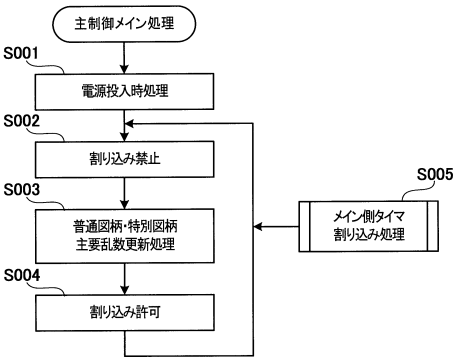 主制御メイン処理
S001
電源投入時処理
S002
割り込み禁止
S003
普通図柄・特別図柄
主要乱数更新処理
S004
割り込み許可
S005
メイン側タイマ
割り込み処理